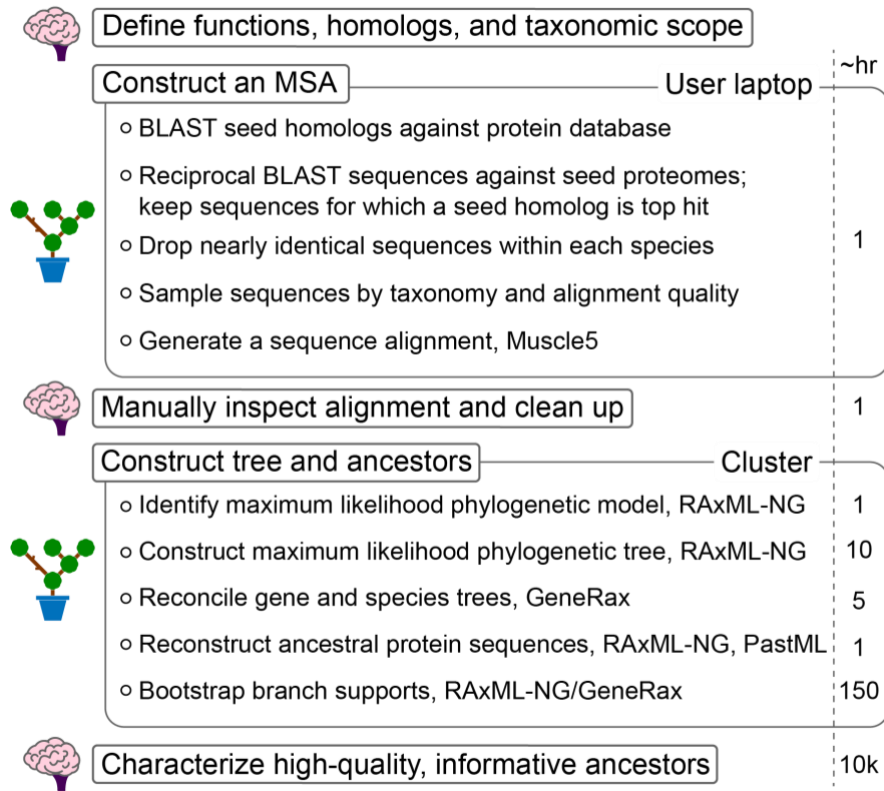 Define functions, homologs, and taxonomic scope
~hr
Construct an MSA
User laptop
○ BLAST seed homologs against protein database
○ Reciprocal BLAST sequences against seed proteomes;
keep sequences for which a seed homolog is top hit
○ Drop nearly identical sequences within each species
1
○ Sample sequences by taxonomy and alignment quality
○ Generate a sequence alignment, Muscle5
Manually inspect alignment and clean up
1
Construct tree and ancestors
Cluster
○ Identify maximum likelihood phylogenetic model, RAxML-NG
1
○ Construct maximum likelihood phylogenetic tree, RAxML-NG
10
○ Reconcile gene and species trees, GeneRax
5
○ Reconstruct ancestral protein sequences, RAxML-NG, PastML
1
○ Bootstrap branch supports, RAxML-NG/GeneRax
150
Characterize high-quality, informative ancestors
10k